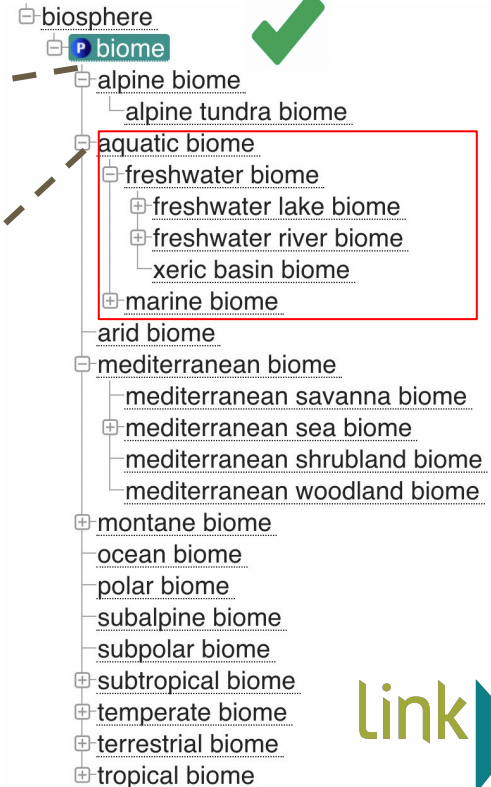 biosphere
P biome
alpine biome
alpine tundra biome
aquatic biome
freshwater biome
freshwater lake biome
freshwater river biome
xeric basin biome
marine biome
arid biome
mediterranean biome
mediterranean savanna biome
mediterranean sea biome
mediterranean shrubland biome
mediterranean woodland biome
montane biome
ocean biome
polar biome
subalpine biome
subpolar biome
subtropical biome
temperate biome
terrestrial biome
tropical biome
link